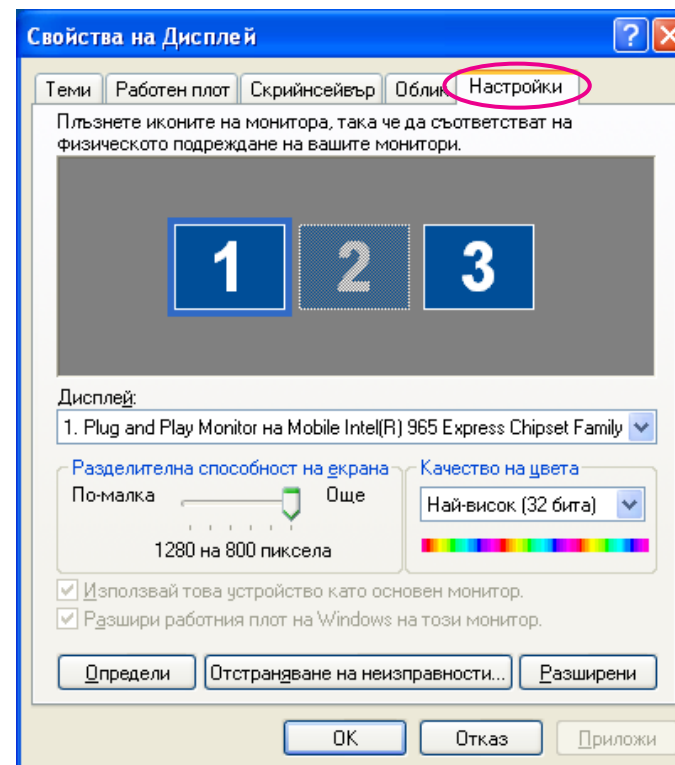 Свойства на Дисплей
Теми Работен плот Скрийнсейвър Облик Настройки
Плъзнете иконите на монитора, така че да съответстват на
физическото подреждане на вашите монитори.
1 2 3
Дисплей:
1. Plug and Play Monitor на Mobile Intel(R) 965 Express Chipset Family
Разделителна способност на екрана Качество на цвета
По-малка Още Най-висок (32 бита)
1280 на 800 пиксела
Използвай това устройство като основен монитор.
Разшири работния плот на Windows на този монитор.
Определи Отстраняване на неизправности... Разширени
OK Отказ Приложи